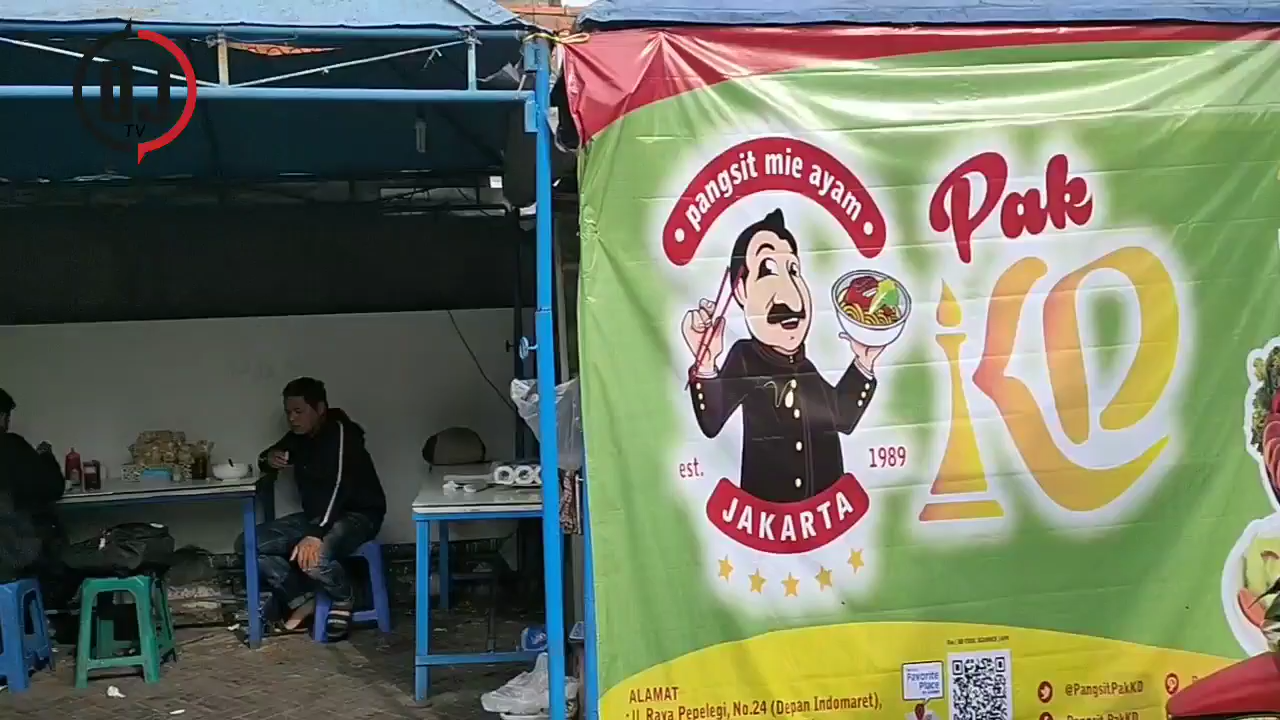 TV
• pangsit mie ayam •
Pak
KD
est. 1989
JAKARTA
ALAMAT
Jl. Raya Pepelegi, No.24 (Depan Indomaret),
Favorite
Place
@PangsitPakKD